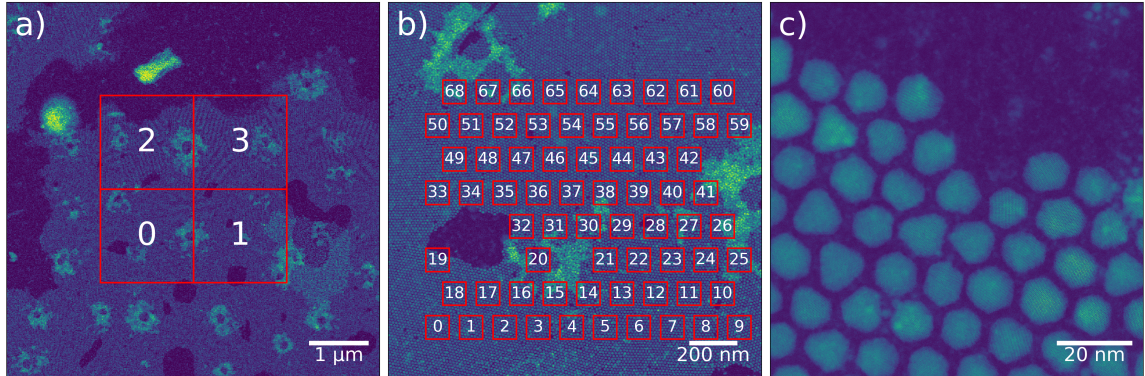 a)
2 3
0 1
1 µm
b)
68 67 66 65 64 63 62 61 60
50 51 52 53 54 55 56 57 58 59
49 48 47 46 45 44 43 42
33 34 35 36 37 38 39 40 41
32 31 30 29 28 27 26
19 20 21 22 23 24 25
18 17 16 15 14 13 12 11 10
0 1 2 3 4 5 6 7 8 9
200 nm
c)
20 nm